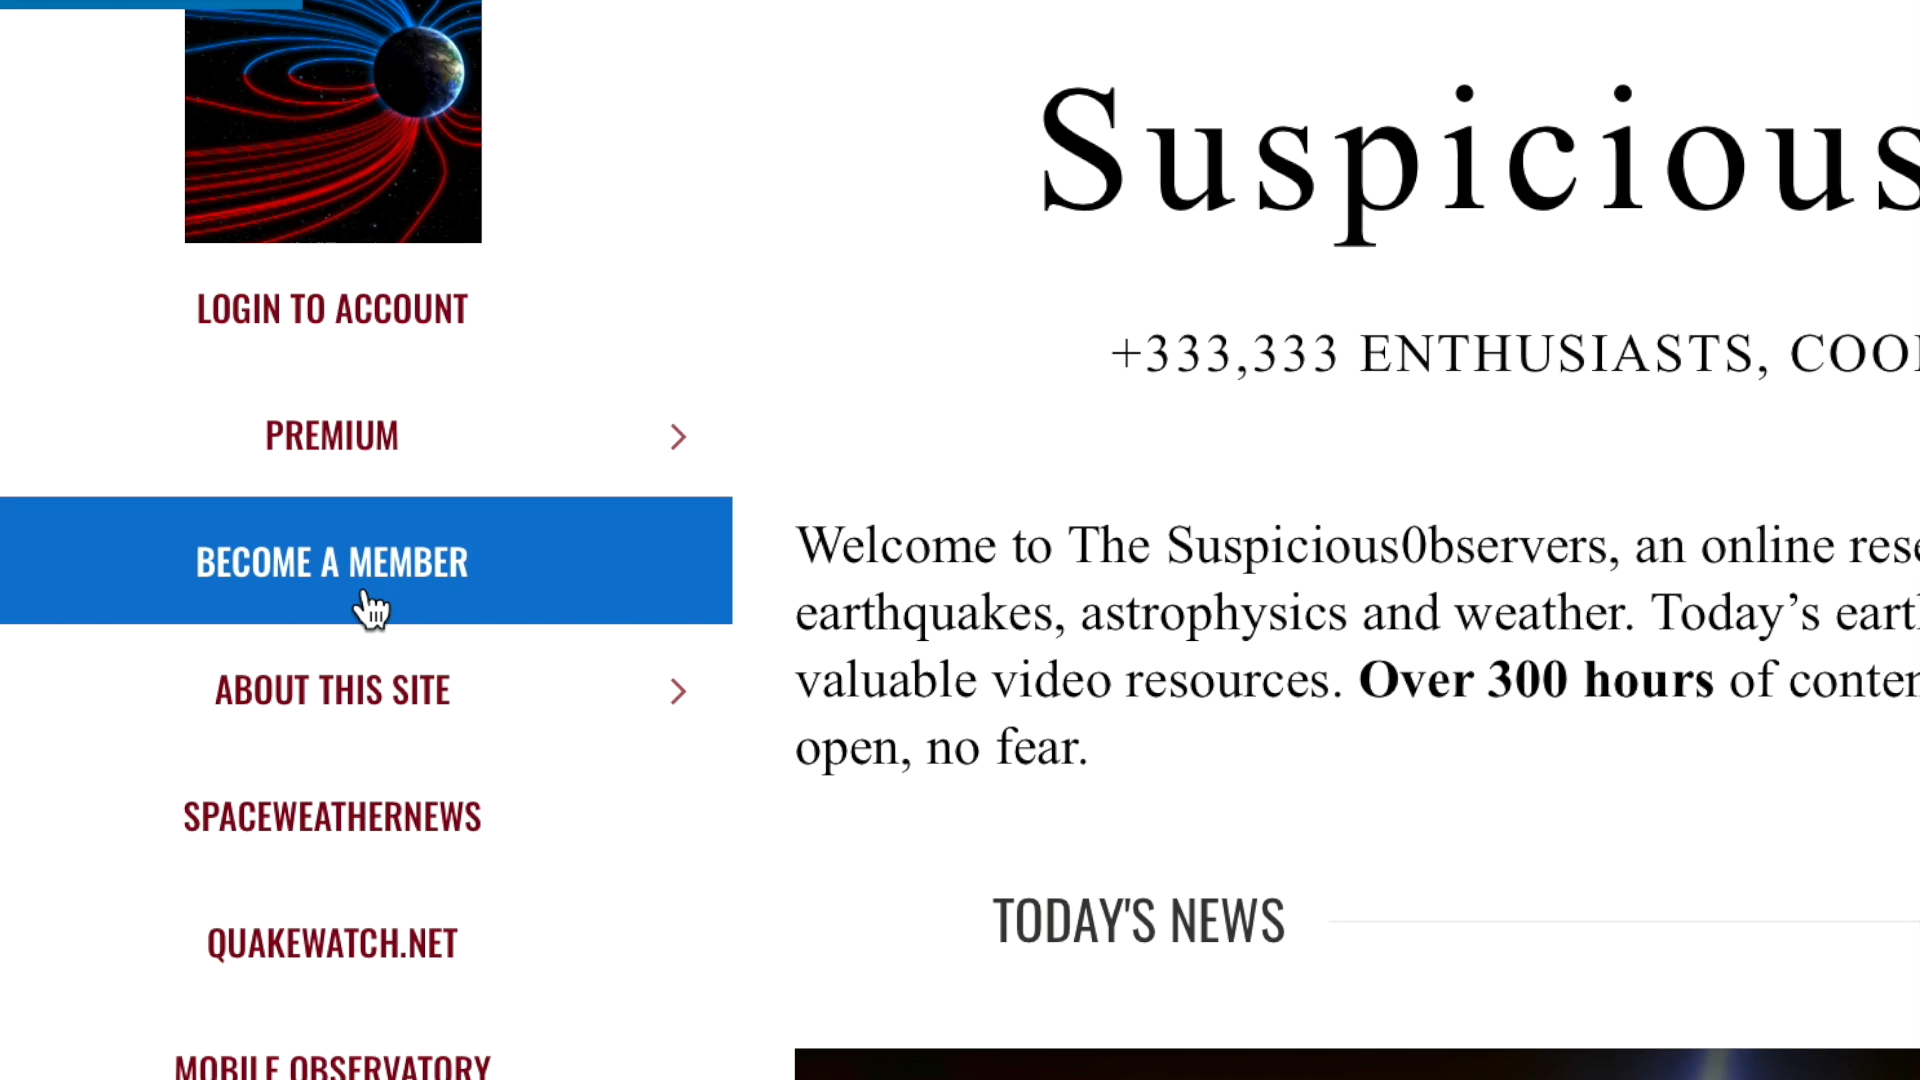 LOGIN TO ACCOUNT
PREMIUM
BECOME A MEMBER
ABOUT THIS SITE
SPACEWEATHERNEWS
QUAKEWATCH.NET
MOBILE OBSERVATORY
Suspicious
+333,333 ENTHUSIASTS,
Welcome to The Suspicious0bservers, an online
earthquakes, astrophysics and weather. Today’s
valuable video resources. Over 300 hours of
open, no fear.
TODAY'S NEWS